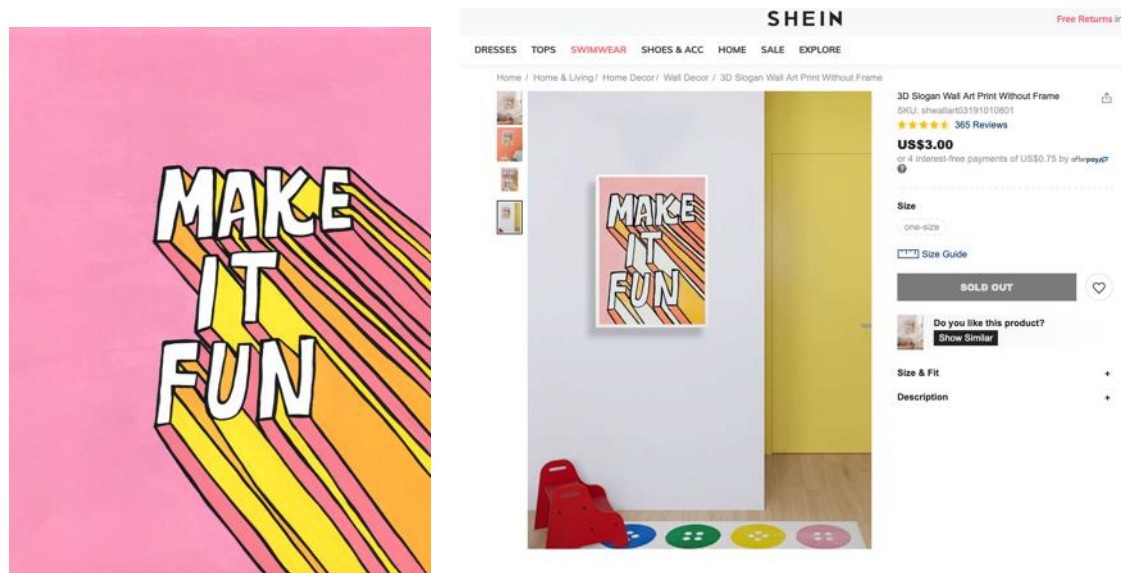 MAKE
IT
FUN
SHEIN
Free Returns
DRESSES TOPS SWIMWEAR SHOES & ACC HOME SALE EXPLORE
Home / Home & Living / Home Decor / Wall Decor / 3D Slogan Wall Art Print Without Frame
MAKE
IT
FUN
3D Slogan Wall Art Print Without Frame
SKU: shwallart03191010801
365 Reviews
US$3.00
or 4 interest-free payments of US$0.75 by afterpay
?
Size
one-size
Size Guide
SOLD OUT
Do you like this product?
Show Similar
Size & Fit +
Description +